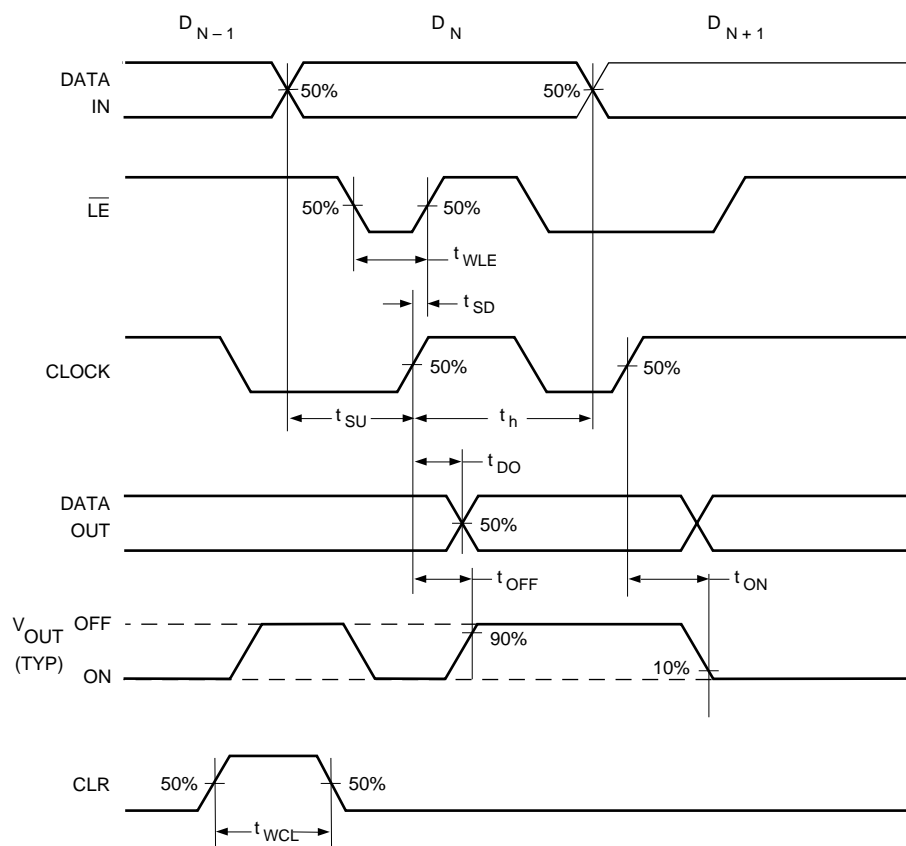 D N – 1 D N D N + 1
DATA IN
50% 50%
LE
50% 50%
t WLE
t SD
CLOCK
50% 50%
t SU t h
t DO
DATA OUT
50%
t OFF t ON
V OUT (TYP)
OFF
90%
ON
10%
CLR
50% 50%
t WCL